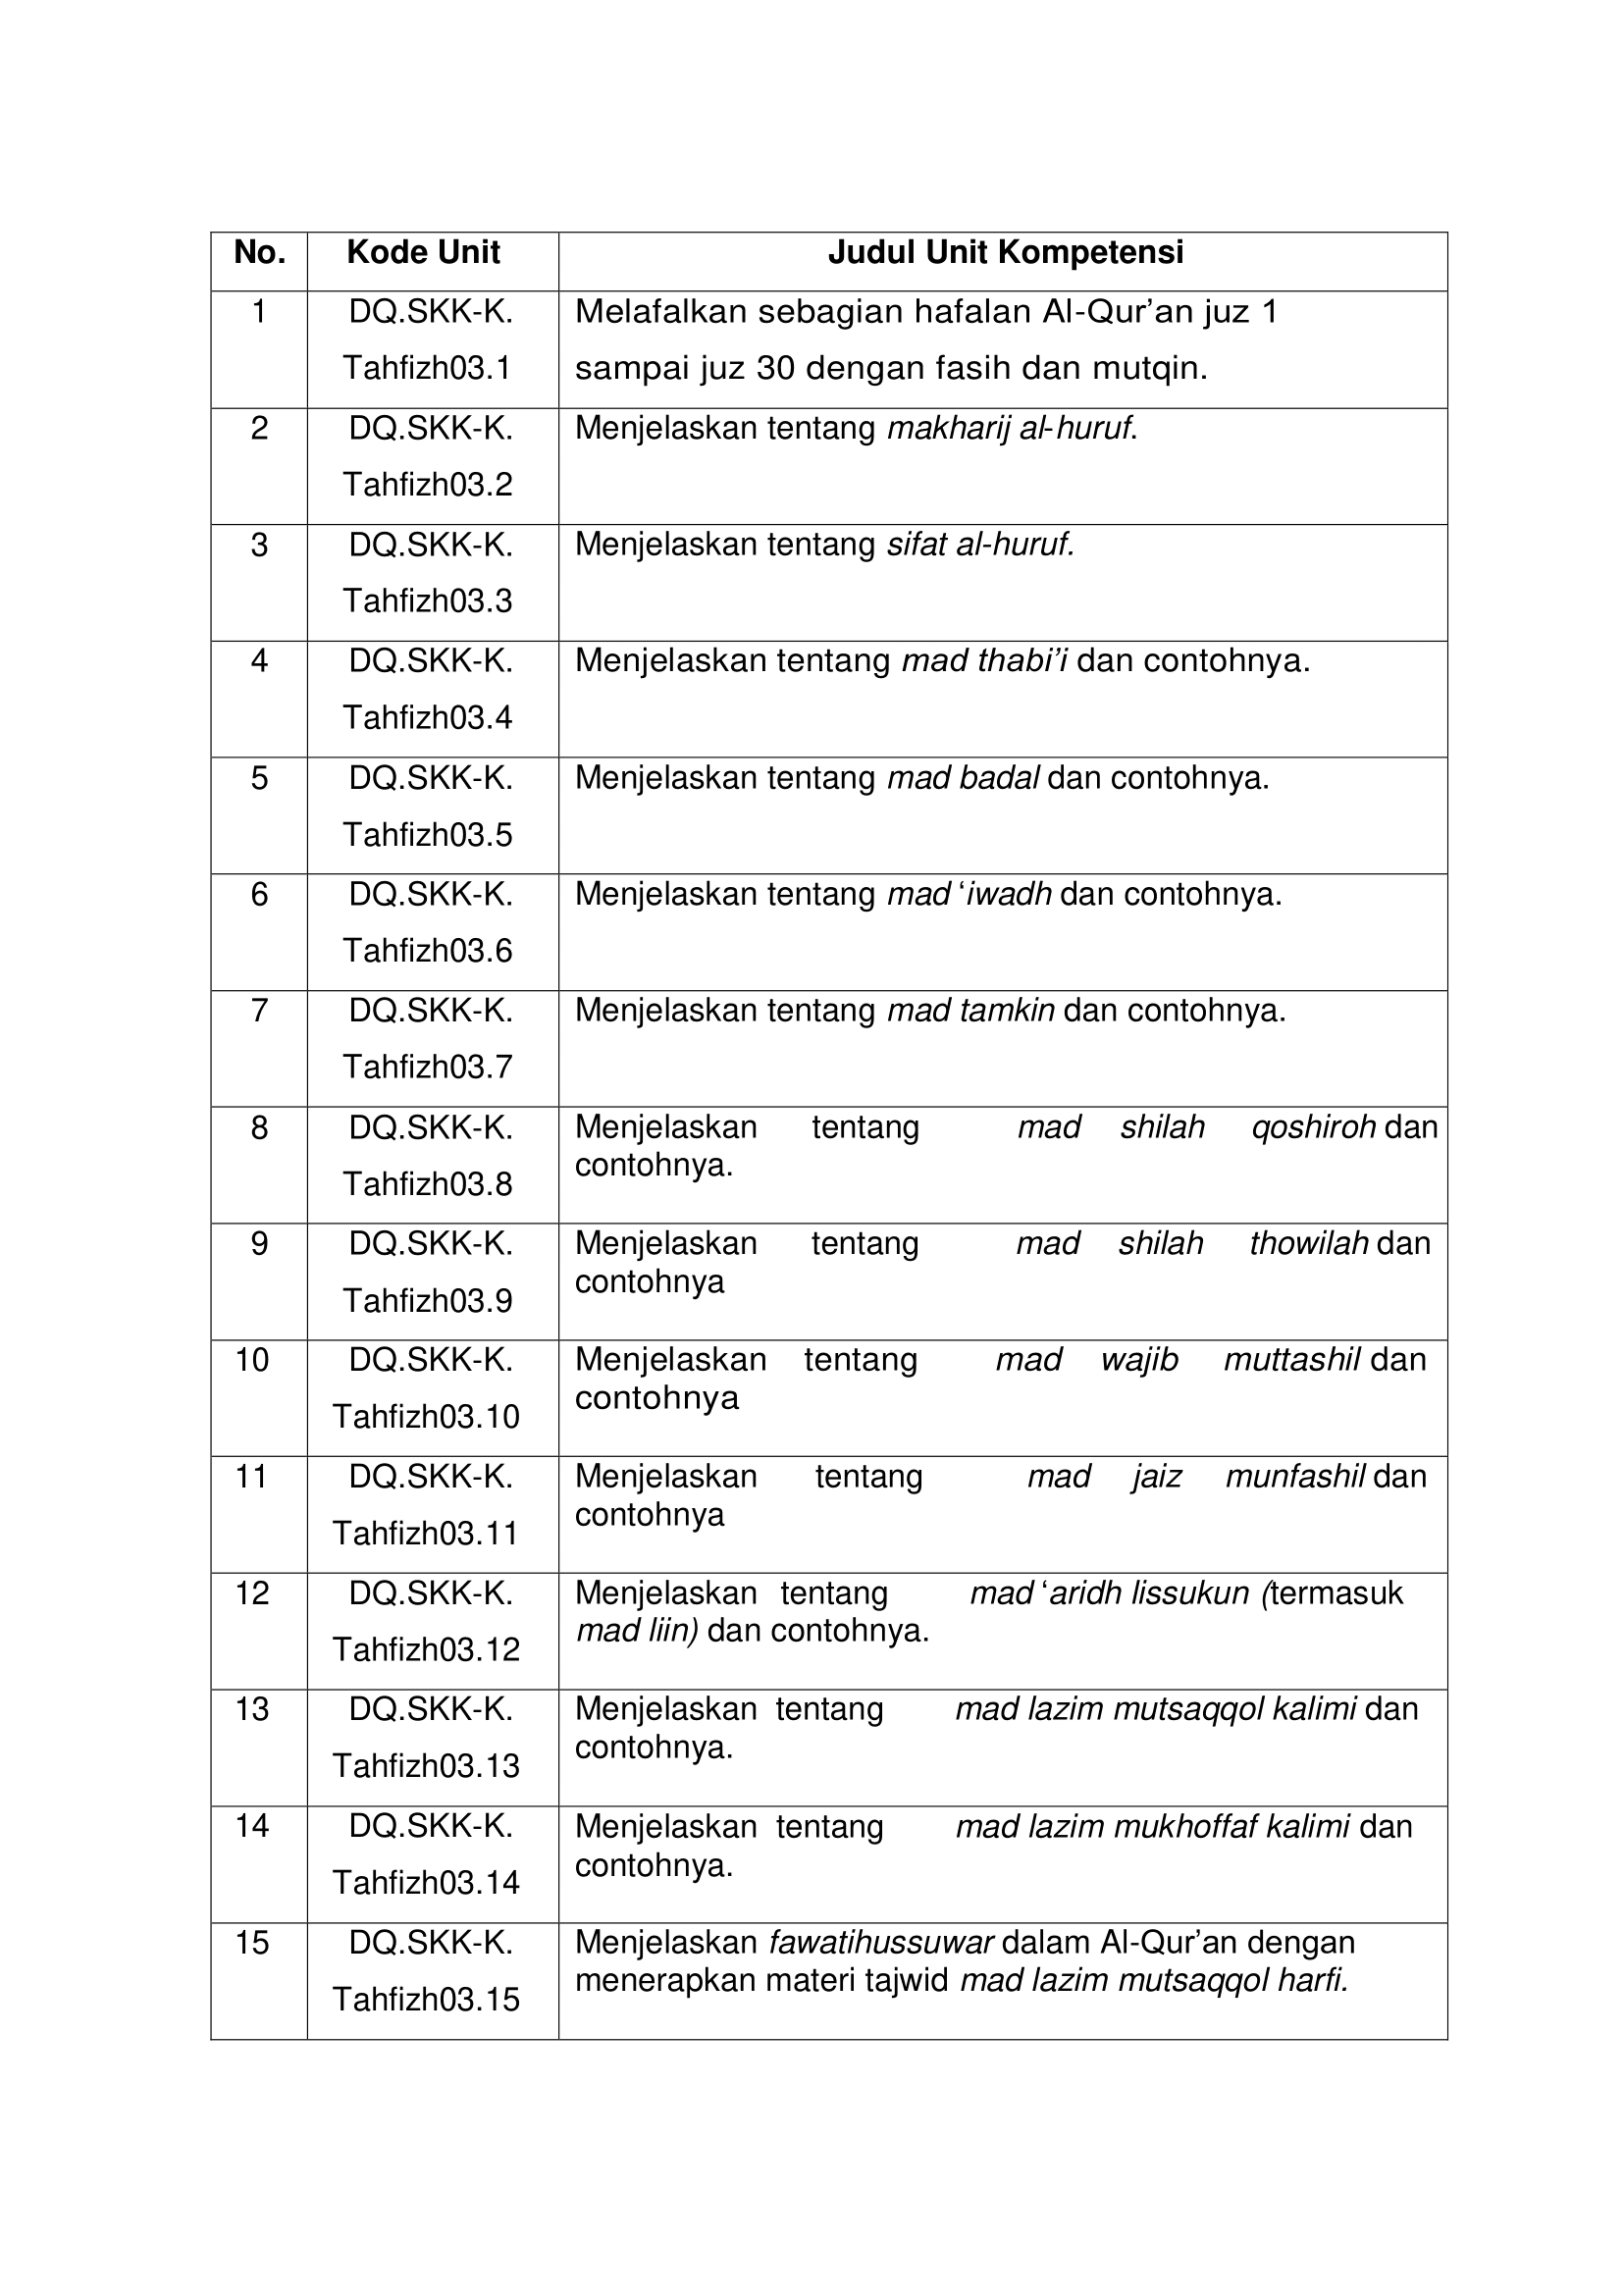 No. Kode Unit Judul Unit Kompetensi
1 DQ.SKK-K. Melafalkan sebagian hafalan Al-Qur’an juz 1
Tahfizh03.1 sampai juz 30 dengan fasih dan mutqin.
2 DQ.SKK-K. Menjelaskan tentang makharij al-huruf.
Tahfizh03.2
3 DQ.SKK-K. Menjelaskan tentang sifat al-huruf.
Tahfizh03.3
4 DQ.SKK-K. Menjelaskan tentang mad thabi’i dan contohnya.
Tahfizh03.4
5 DQ.SKK-K. Menjelaskan tentang mad badal dan contohnya.
Tahfizh03.5
6 DQ.SKK-K. Menjelaskan tentang mad ‘iwadh dan contohnya.
Tahfizh03.6
7 DQ.SKK-K. Menjelaskan tentang mad tamkin dan contohnya.
Tahfizh03.7
8 DQ.SKK-K. Menjelaskan tentang mad shilah qoshiroh dan
contohnya.
Tahfizh03.8
9 DQ.SKK-K. Menjelaskan tentang mad shilah thowilah dan
contohnya
Tahfizh03.9
10 DQ.SKK-K. Menjelaskan tentang mad wajib muttashil dan
contohnya
Tahfizh03.10
11 DQ.SKK-K. Menjelaskan tentang mad jaiz munfashil dan
contohnya
Tahfizh03.11
12 DQ.SKK-K. Menjelaskan tentang mad ‘aridh lissukun (termasuk
mad liin) dan contohnya.
Tahfizh03.12
13 DQ.SKK-K. Menjelaskan tentang mad lazim mutsaqqol kalimi dan
contohnya.
Tahfizh03.13
14 DQ.SKK-K. Menjelaskan tentang mad lazim mukhoffaf kalimi dan
contohnya.
Tahfizh03.14
15 DQ.SKK-K. Menjelaskan fawatihussuwar dalam Al-Qur’an dengan
menerapkan materi tajwid mad lazim mutsaqqol harfi.
Tahfizh03.15